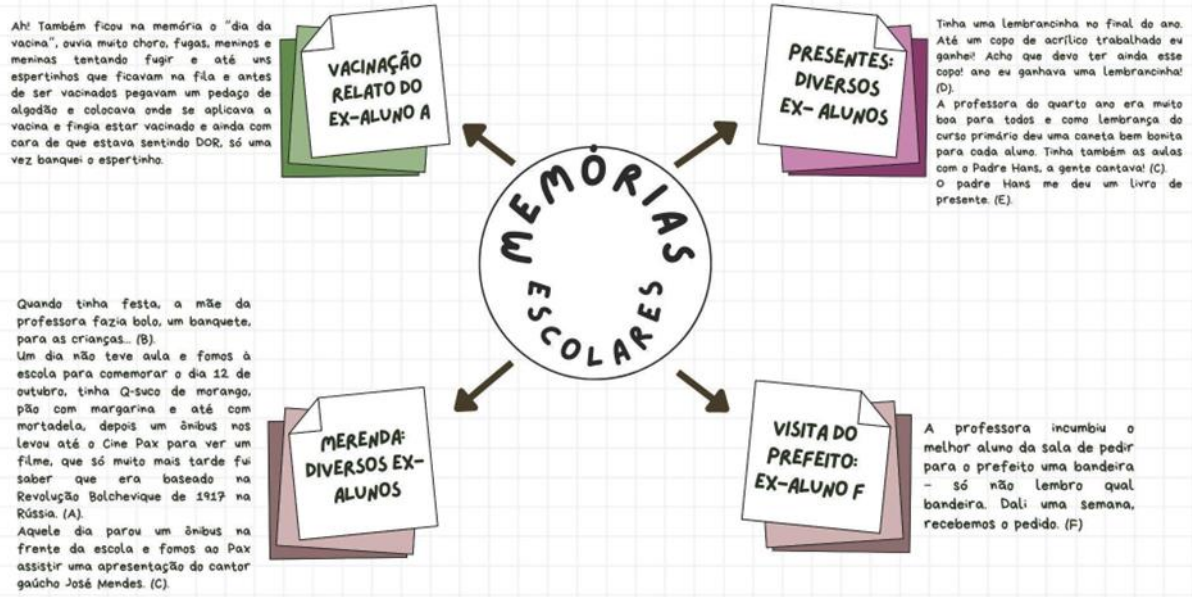 Ah! Também ficou na memória o "dia da
vacina", ouvia muito choro, fugas, meninos e
meninas tentando fugir e até uns
espertinhos que ficavam na fila e antes
de ser vacinados pegavam um pedaço de
algodão e colocava onde se aplicava a
vacina e fingia estar vacinado e ainda com
cara de que estava sentindo DOR, só uma
vez banquei o espertinho.
VACINAÇÃO
RELATO DO
EX-ALUNO A
PRESENTES:
DIVERSOS
EX- ALUNOS
Tinha uma lembrancinha no final do ano.
Até um copo de acrílico trabalhado eu
ganhei! Acho que devo ter ainda esse
copo! ano eu ganhava uma lembrancinha!
(D).
A professora do quarto ano era muito
boa para todos e como lembrança do
curso primário deu uma caneta bem bonita
para cada aluno. Tinha também as aulas
com o Padre Hans, a gente cantava! (C).
O padre Hans me deu um livro de
presente. (E).
MEMÓRIAS
ESCOLARES
Quando tinha festa, a mãe da
professora fazia bolo, um banquete,
para as crianças... (B).
Um dia não teve aula e fomos à
escola para comemorar o dia 12 de
outubro, tinha Q-suco de morango,
pão com margarina e até com
mortadela, depois um ônibus nos
levou até o Cine Pax para ver um
filme, que só muito mais tarde fui
saber que era baseado na
Revolução Bolchevique de 1917 na
Rússia. (A).
Aquele dia parou um ônibus na
frente da escola e fomos ao Pax
assistir uma apresentação do cantor
gaúcho José Mendes. (C).
MERENDA:
DIVERSOS EX-
ALUNOS
VISITA DO
PREFEITO:
EX-ALUNO F
A professora incumbiu o
melhor aluno da sala de pedir
para o prefeito uma bandeira
- só não lembro qual
bandeira. Dali uma semana,
recebemos o pedido. (F)